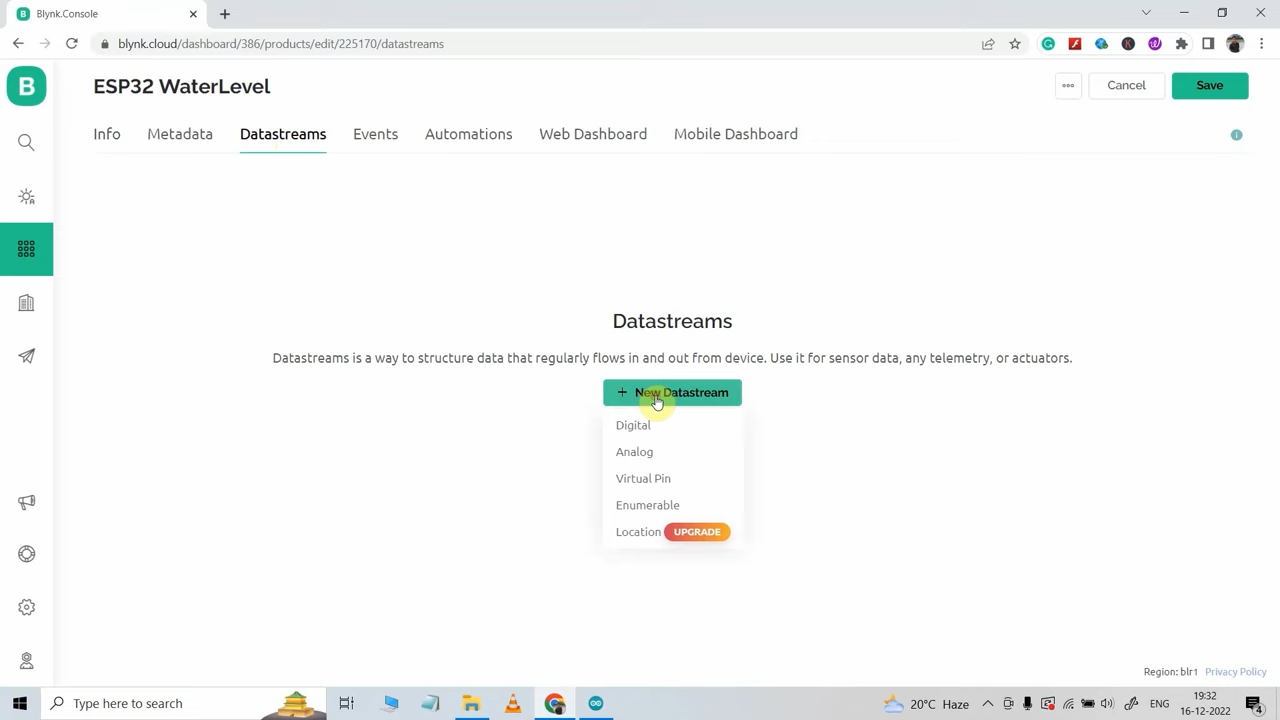 Blynk.Console
blynk.cloud/dashboard/386/products/edit/225170/datastreams
B
ESP32 WaterLevel
Cancel
Save
Info
Metadata
Datastreams
Events
Automations
Web Dashboard
Mobile Dashboard
Datastreams
Datastreams is a way to structure data that regularly flows in and out from device. Use it for sensor data, any telemetry, or actuators.
+ New Datastream
Digital
Analog
Virtual Pin
Enumerable
Location UPGRADE
Region: blr1 Privacy Policy
Type here to search
20°C Haze
ENG
19:32
16-12-2022
4